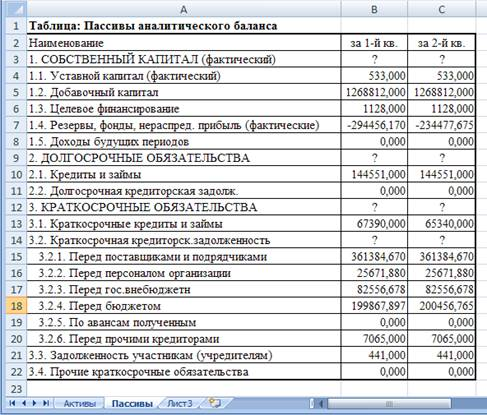 A B C
1 Таблица: Пассивы аналитического баланса
2 Наименование за 1-й кв. за 2-й кв.
3 1. СОБСТВЕННЫЙ КАПИТАЛ (фактический) ? ?
4 1.1. Уставной капитал (фактический) 533,000 533,000
5 1.2. Добавочный капитал 1268812,000 1268812,000
6 1.3. Целевое финансирование 1128,000 1128,000
7 1.4. Резервы, фонды, нераспред. прибыль (фактические) -294456,170 -234477,675
8 1.5. Доходы будущих периодов 0,000 0,000
9 2. ДОЛГОСРОЧНЫЕ ОБЯЗАТЕЛЬСТВА ? ?
10 2.1. Кредиты и займы 144551,000 144551,000
11 2.2. Долгосрочная кредиторская задолж. 0,000 0,000
12 3. КРАТКОСРОЧНЫЕ ОБЯЗАТЕЛЬСТВА ? ?
13 3.1. Краткосрочные кредиты и займы 67390,000 65340,000
14 3.2. Краткосрочная кредиторск.задолженность ? ?
15 3.2.1. Перед поставщиками и подрядчиками 361384,670 361384,670
16 3.2.2. Перед персоналом организации 25671,880 25671,880
17 3.2.3. Перед гос.внебюджетн 82556,678 82556,678
18 3.2.4. Перед бюджетом 199867,897 200456,765
19 3.2.5. По авансам полученным 0,000 0,000
20 3.2.6. Перед прочими кредиторами 7065,000 7065,000
21 3.3. Задолженность участникам (учредителям) 441,000 441,000
22 3.4. Прочие краткосрочные обязательства 0,000 0,000
23
Активы Пассивы Лист3